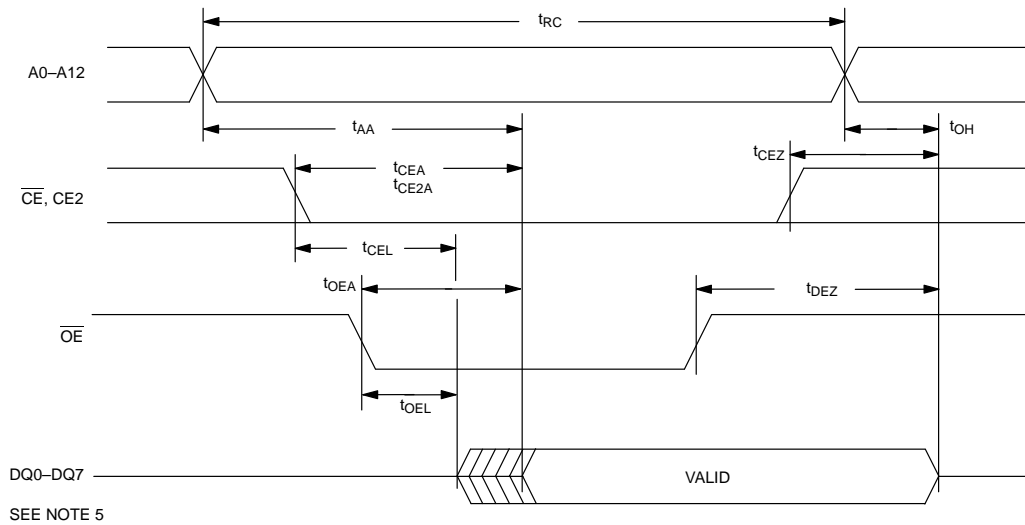 tRC
A0–A12
tAA
tOH
tCEZ
tCEA
tCE2A
CE, CE2
tCEL
tOEA
tDEZ
OE
tOEL
DQ0–DQ7
VALID
SEE NOTE 5